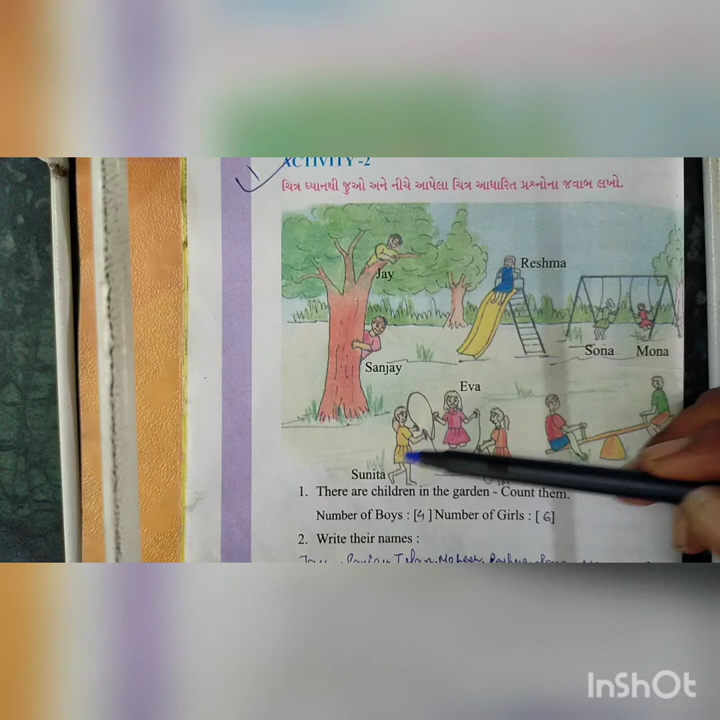 ACTIVITY -2
ચિત્ર ધ્યાનથી જુઓ અને નીચે આપેલા ચિત્ર આધારિત પ્રશ્નોના જવાબ લખો.
Jay
Reshma
Sona Mona
Sanjay
Eva
Sunita
1. There are children in the garden - Count them.
Number of Boys : [4] Number of Girls : [6]
2. Write their names :
InShOt